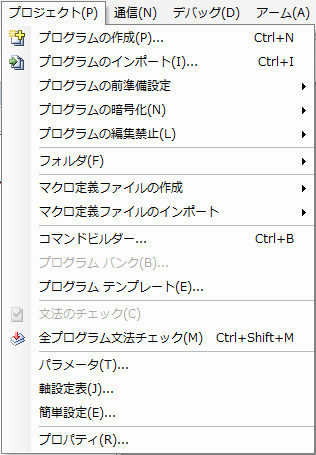 プロジェクト(P) 通信(N) デバッグ(D) アーム(A)
プログラムの作成(P)... Ctrl+N
プログラムのインポート(I)... Ctrl+I
プログラムの前準備設定
プログラムの暗号化(N)
プログラムの編集禁止(L)
フォルダ(F)
マクロ定義ファイルの作成
マクロ定義ファイルのインポート
コマンドビルダー... Ctrl+B
プログラム バンク(B)...
プログラム テンプレート(E)...
文法のチェック(C)
全プログラム文法チェック(M) Ctrl+Shift+M
パラメータ(T)...
軸設定表(J)...
簡単設定(E)...
プロパティ(R)...